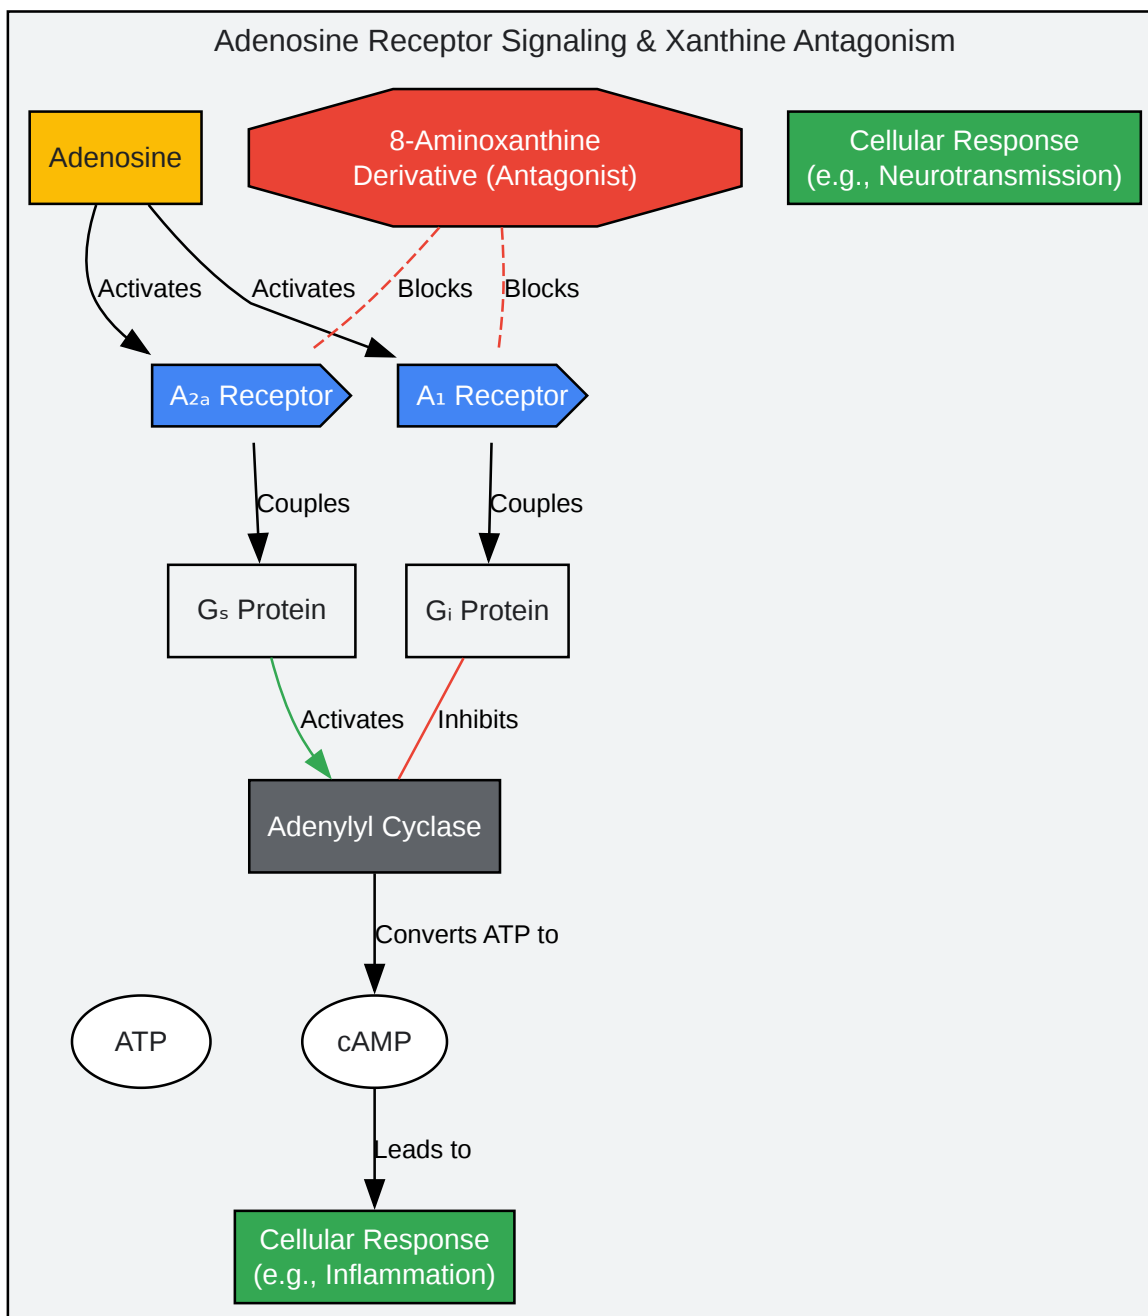 Adenosine Receptor Signaling & Xanthine Antagonism
Adenosine
8-Aminoxanthine
Derivative (Antagonist)
Cellular Response
(e.g., Neurotransmission)
Activates
Activates
Blocks
Blocks
A₂ₐ Receptor
A₁ Receptor
Couples
Couples
Gₛ Protein
Gᵢ Protein
Activates
Inhibits
Adenylyl Cyclase
Converts ATP to
ATP
cAMP
Leads to
Cellular Response
(e.g., Inflammation)